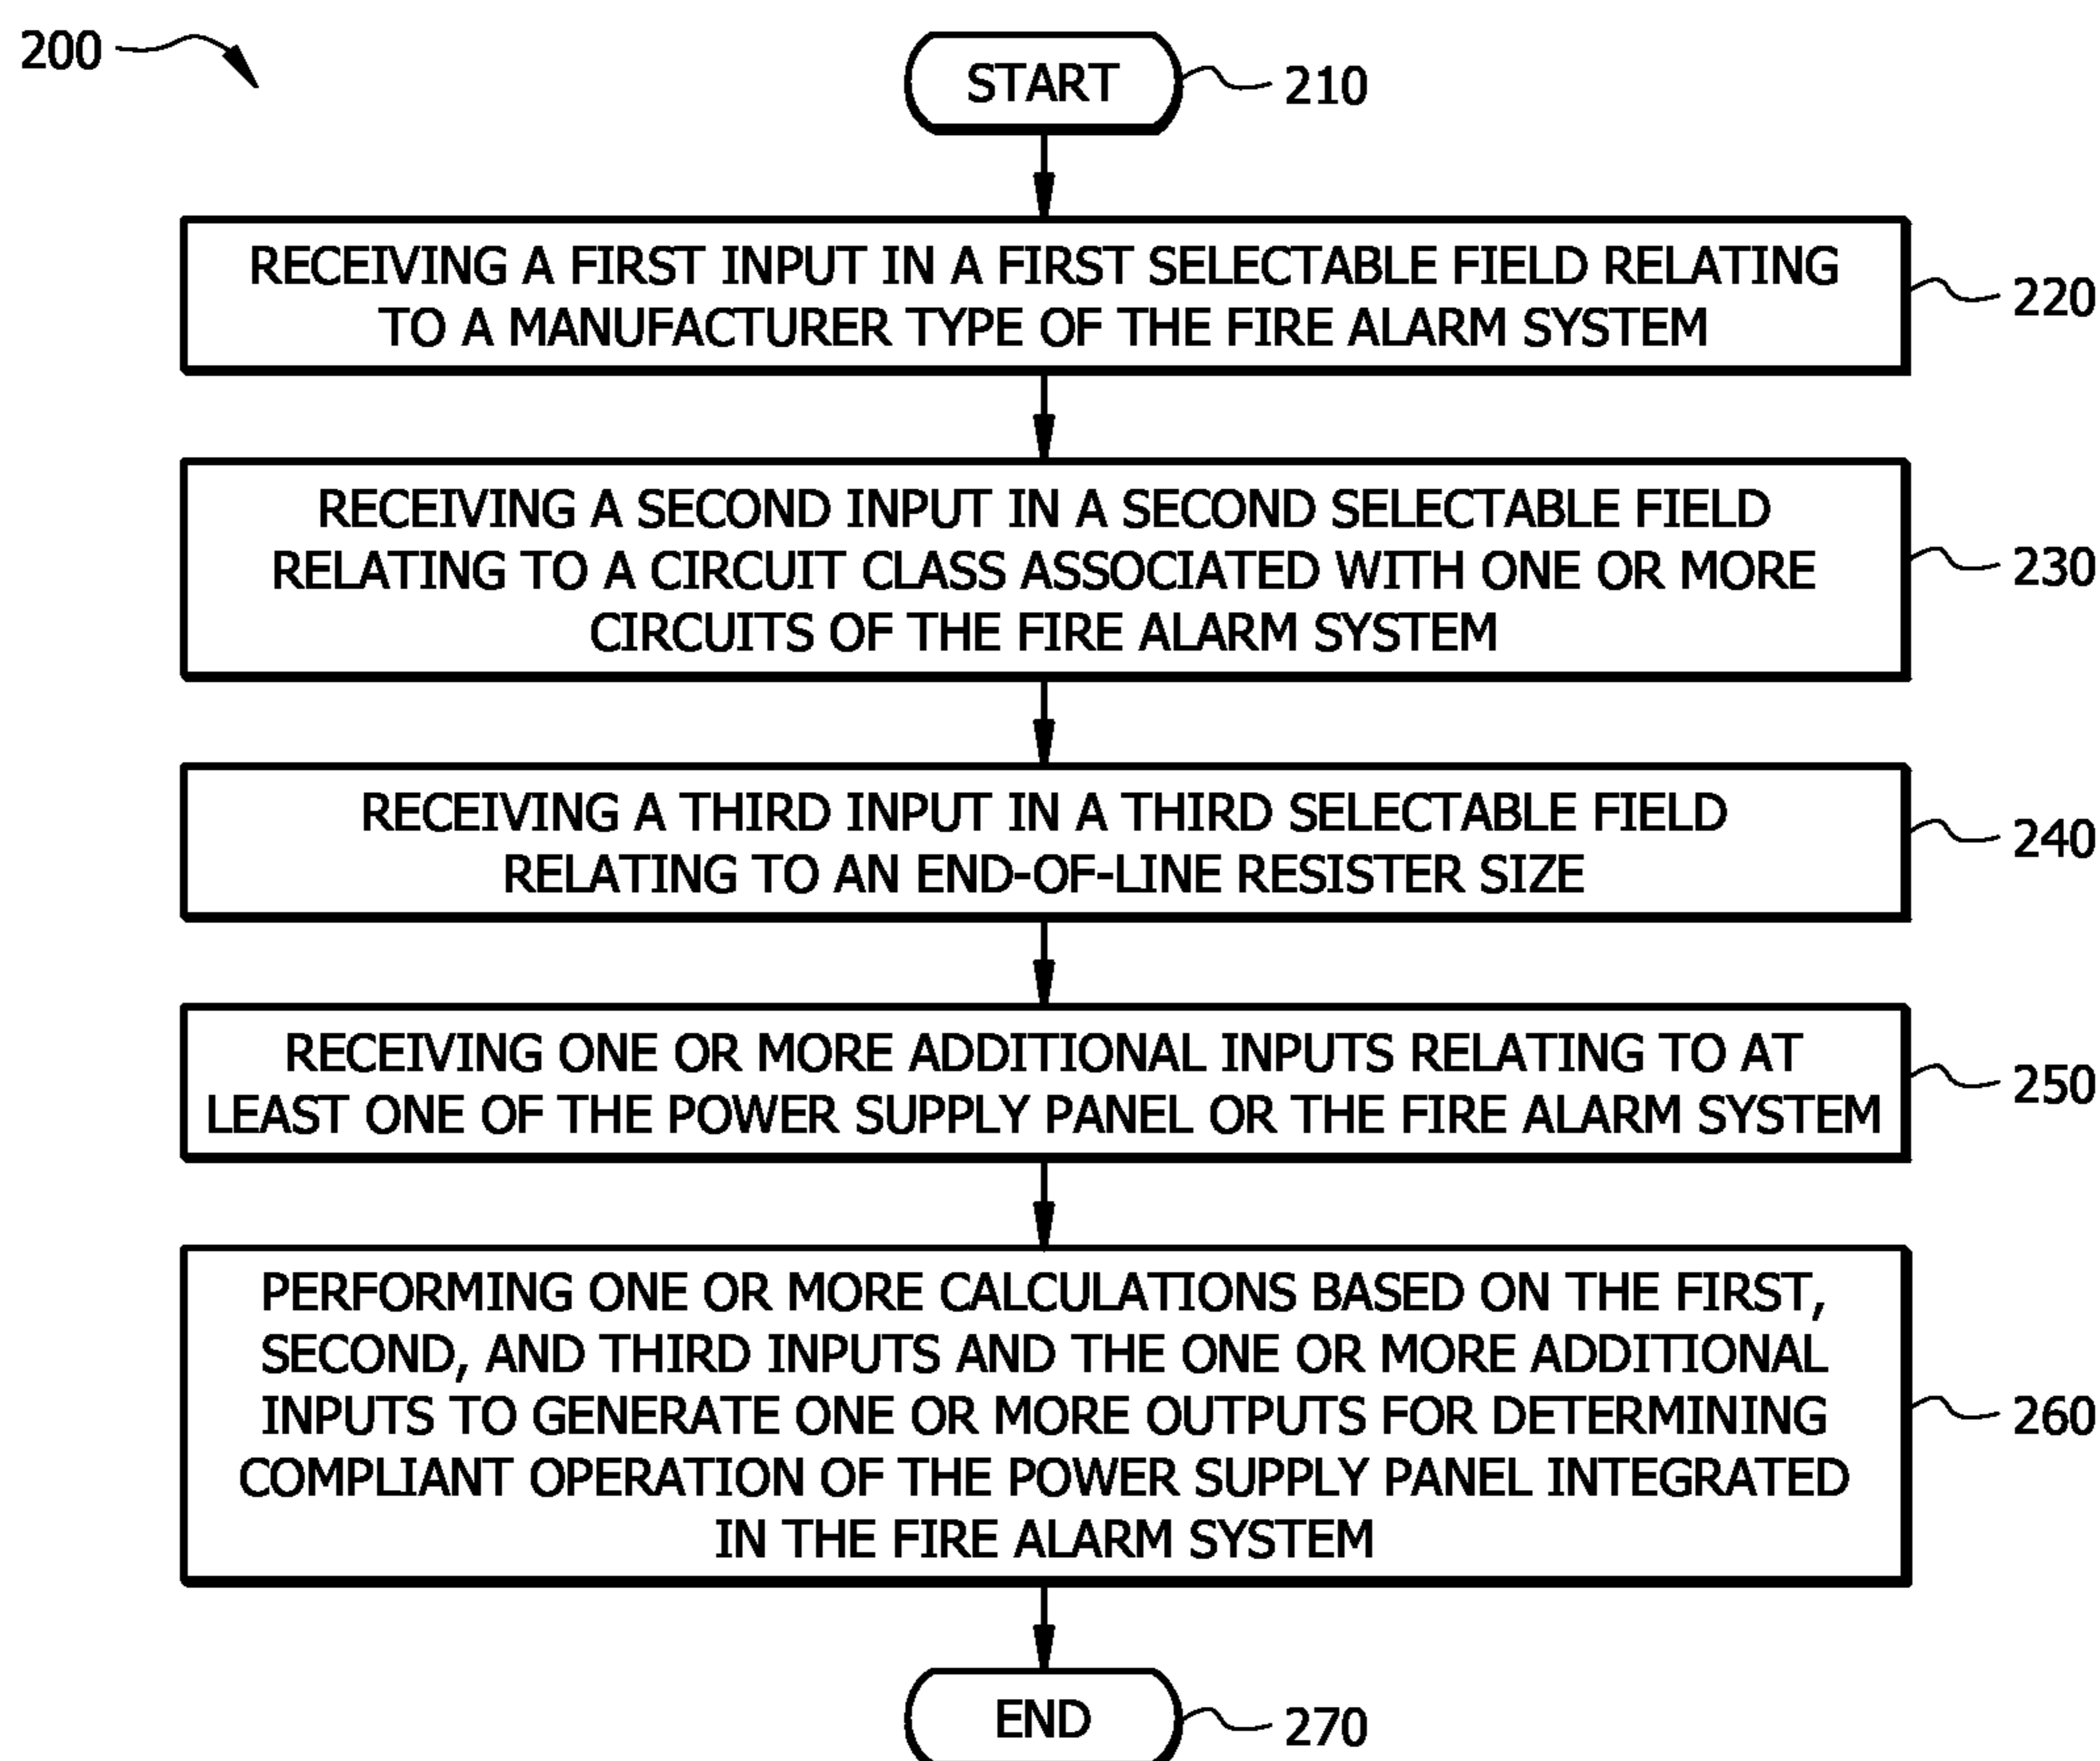 200
START
210
RECEIVING A FIRST INPUT IN A FIRST SELECTABLE FIELD RELATING
TO A MANUFACTURER TYPE OF THE FIRE ALARM SYSTEM
220
RECEIVING A SECOND INPUT IN A SECOND SELECTABLE FIELD
RELATING TO A CIRCUIT CLASS ASSOCIATED WITH ONE OR MORE
CIRCUITS OF THE FIRE ALARM SYSTEM
230
RECEIVING A THIRD INPUT IN A THIRD SELECTABLE FIELD
RELATING TO AN END-OF-LINE RESISTER SIZE
240
RECEIVING ONE OR MORE ADDITIONAL INPUTS RELATING TO AT
LEAST ONE OF THE POWER SUPPLY PANEL OR THE FIRE ALARM SYSTEM
250
PERFORMING ONE OR MORE CALCULATIONS BASED ON THE FIRST,
SECOND, AND THIRD INPUTS AND THE ONE OR MORE ADDITIONAL
INPUTS TO GENERATE ONE OR MORE OUTPUTS FOR DETERMINING
COMPLIANT OPERATION OF THE POWER SUPPLY PANEL INTEGRATED
IN THE FIRE ALARM SYSTEM
260
END
270